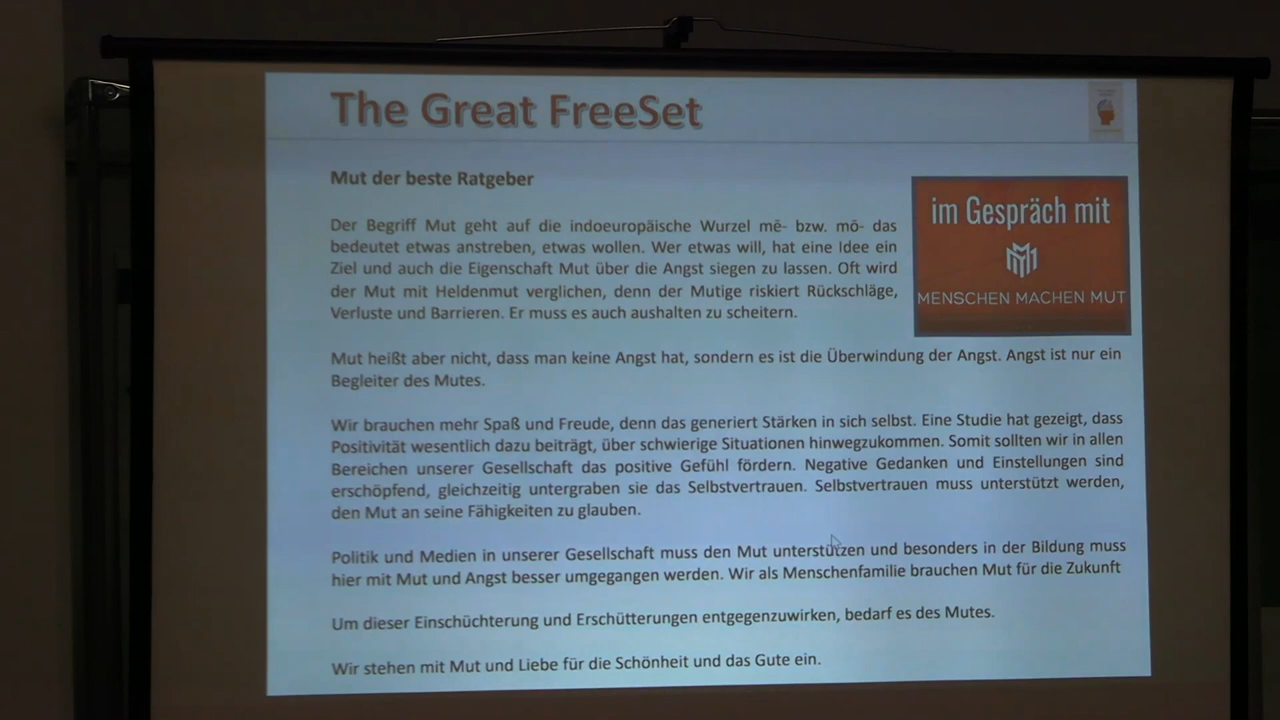 The Great FreeSet
Mut der beste Ratgeber
im Gespräch mit
MENSCHEN MACHEN MUT
Der Begriff Mut geht auf die indoeuropäische Wurzel mē- bzw. mō- das
bedeutet etwas anstreben, etwas wollen. Wer etwas will, hat eine Idee ein
Ziel und auch die Eigenschaft Mut über die Angst siegen zu lassen. Oft wird
der Mut mit Heldenmut verglichen, denn der Mutige riskiert Rückschläge,
Verluste und Barrieren. Er muss es auch aushalten zu scheitern.
Mut heißt aber nicht, dass man keine Angst hat, sondern es ist die Überwindung der Angst. Angst ist nur ein
Begleiter des Mutes.
Wir brauchen mehr Spaß und Freude, denn das generiert Stärken in sich selbst. Eine Studie hat gezeigt, dass
Positivität wesentlich dazu beiträgt, über schwierige Situationen hinwegzukommen. Somit sollten wir in allen
Bereichen unserer Gesellschaft das positive Gefühl fördern. Negative Gedanken und Einstellungen sind
erschöpfend, gleichzeitig untergraben sie das Selbstvertrauen. Selbstvertrauen muss unterstützt werden,
den Mut an seine Fähigkeiten zu glauben.
Politik und Medien in unserer Gesellschaft muss den Mut unterstützen und besonders in der Bildung muss
hier mit Mut und Angst besser umgegangen werden. Wir als Menschenfamilie brauchen Mut für die Zukunft
Um dieser Einschüchterung und Erschütterungen entgegenzuwirken, bedarf es des Mutes.
Wir stehen mit Mut und Liebe für die Schönheit und das Gute ein.